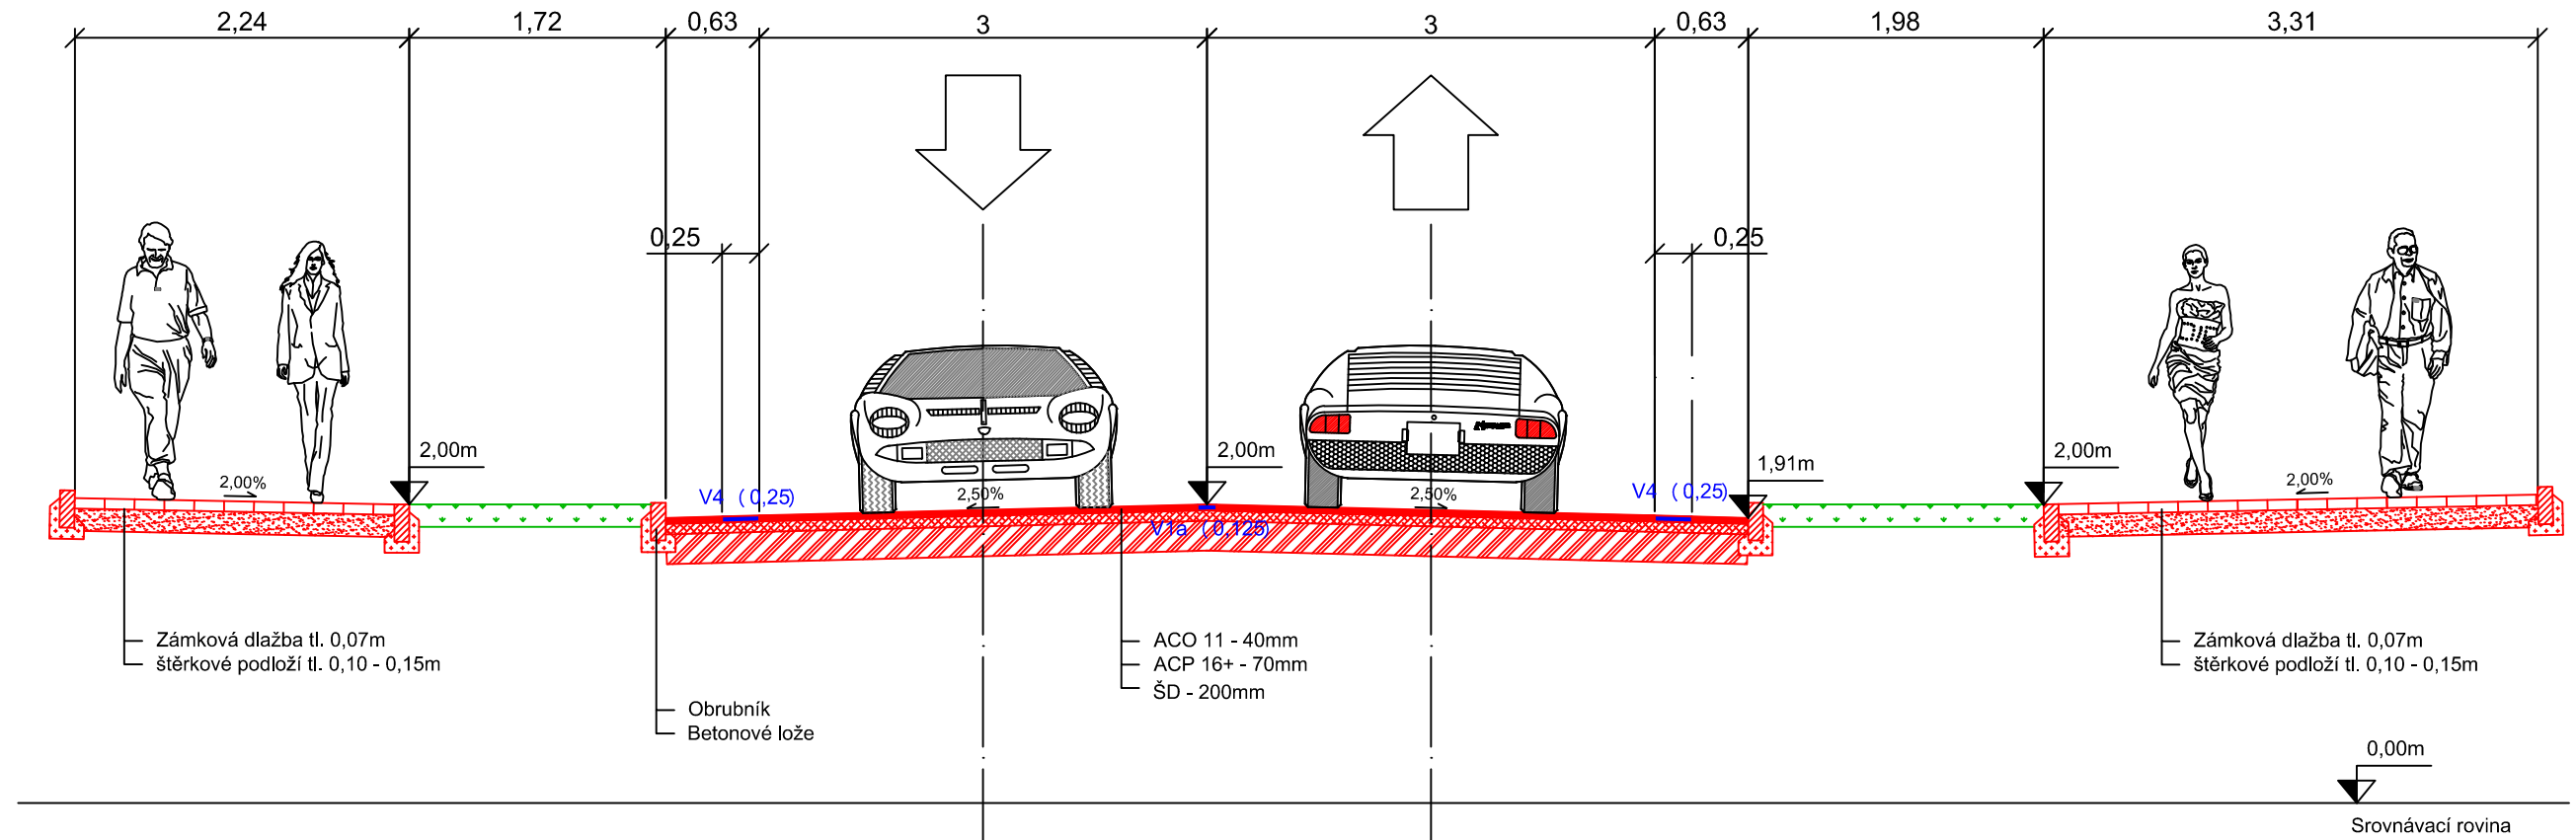 2,24
1,72
0,63
3
3
0,63
1,98
3,31
0,25
0,25
2,00m
2,00m
2,00m
1,91m
2,00%
V4 (0,25)
2,50%
2,50%
V4 (0,25)
2,00%
V1a (0,125)
Zámková dlažba tl. 0,07m
štěrkové podloží tl. 0,10 - 0,15m
ACO 11 - 40mm
ACP 16+ - 70mm
ŠD - 200mm
Zámková dlažba tl. 0,07m
štěrkové podloží tl. 0,10 - 0,15m
Obrubník
Betonové lože
0,00m
Srovnávací rovina